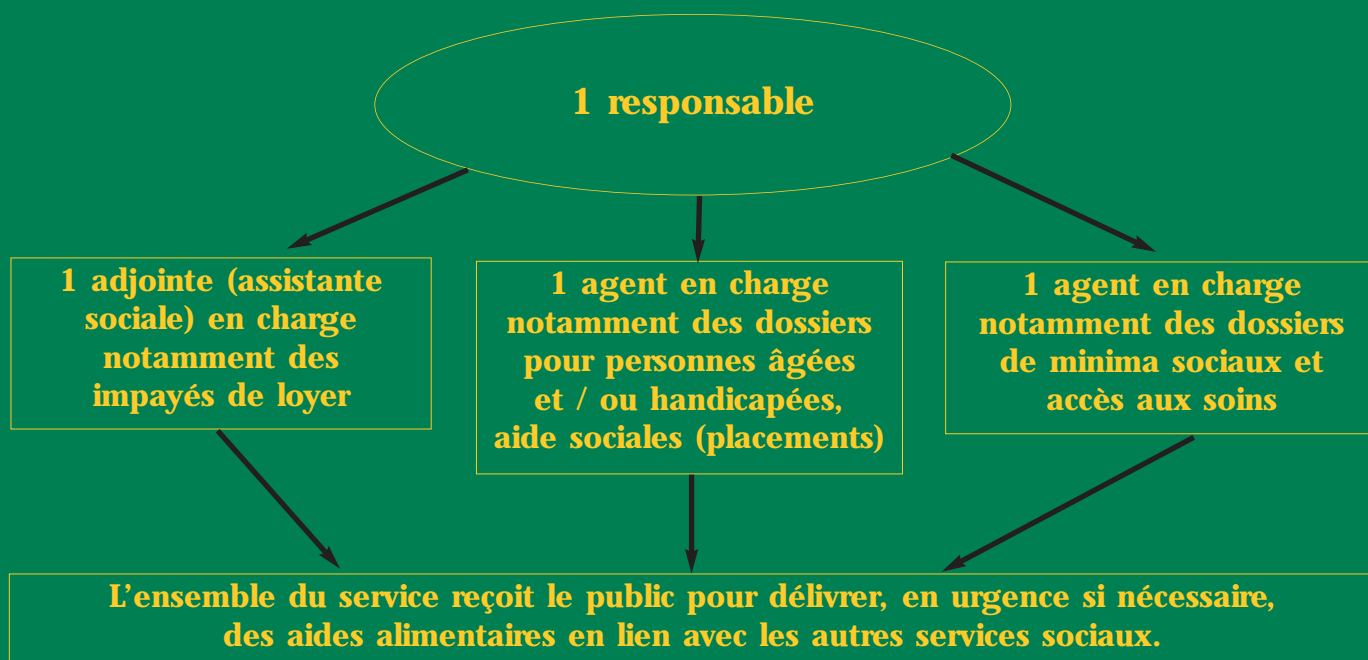 1 responsable
1 adjointe (assistante
sociale) en charge
notamment des
impayés de loyer
1 agent en charge
notamment des dossiers
pour personnes âgées
et / ou handicapées,
aide sociales (placements)
1 agent en charge
notamment des dossiers
de minima sociaux et
accès aux soins
L'ensemble du service reçoit le public pour délivrer, en urgence si nécessaire,
des aides alimentaires en lien avec les autres services sociaux.